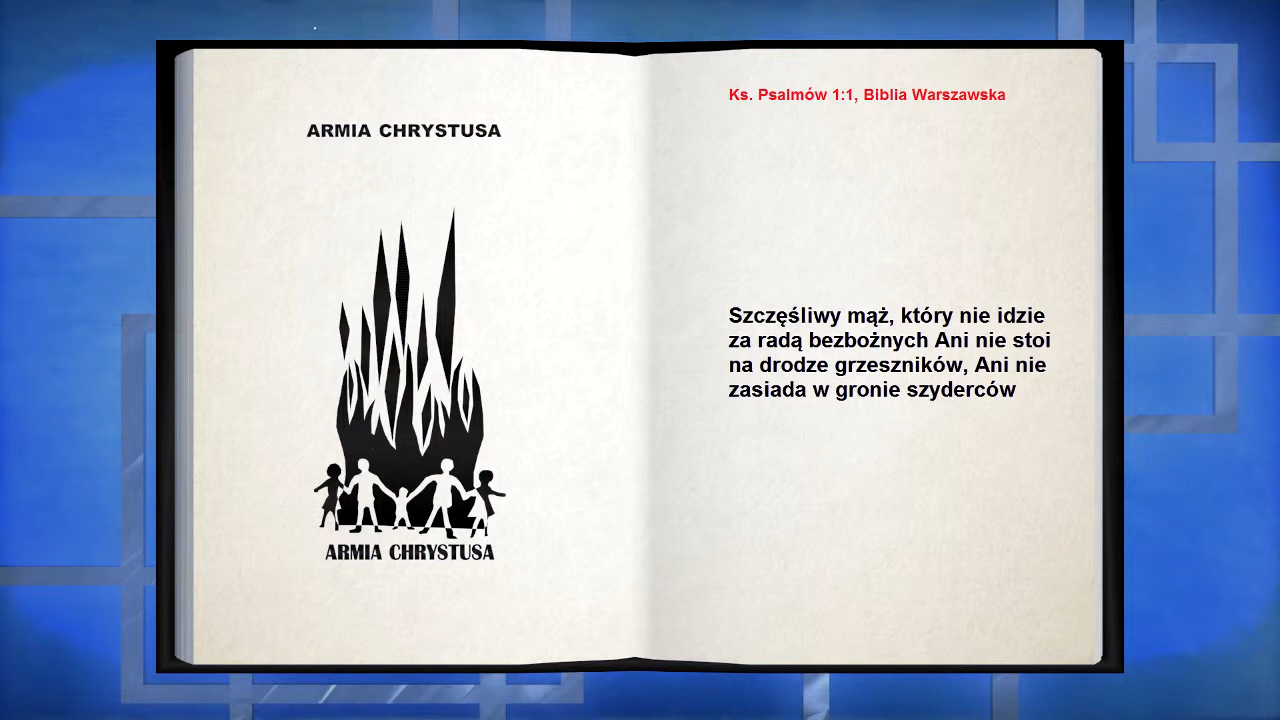 ARMIA CHRYSTUSA
ARMIA CHRYSTUSA
Ks. Psalmów 1:1, Biblia Warszawska
Szczęśliwy mąż, który nie idzie
za radą bezbożnych Ani nie stoi
na drodze grzeszników, Ani nie
zasiada w gronie szyderców